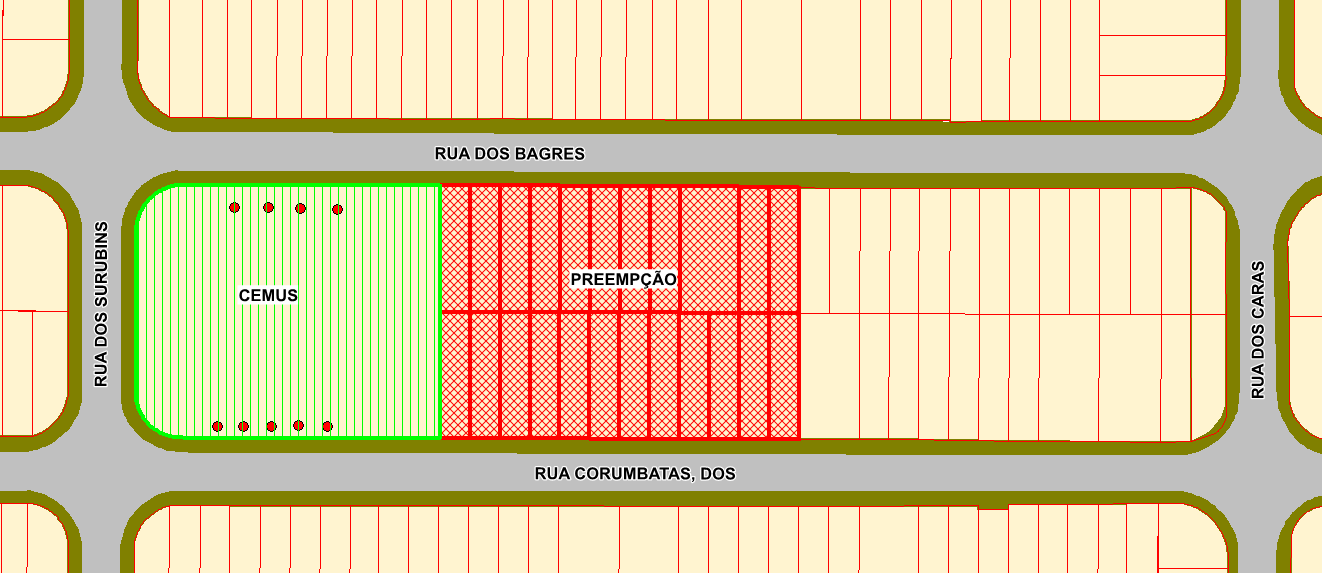 RUA DOS BAGRES
RUA DOS SURUBINS
CEMUS
PREEMPÇÃO
RUA DOS CARAS
RUA CORUMBATAS, DOS